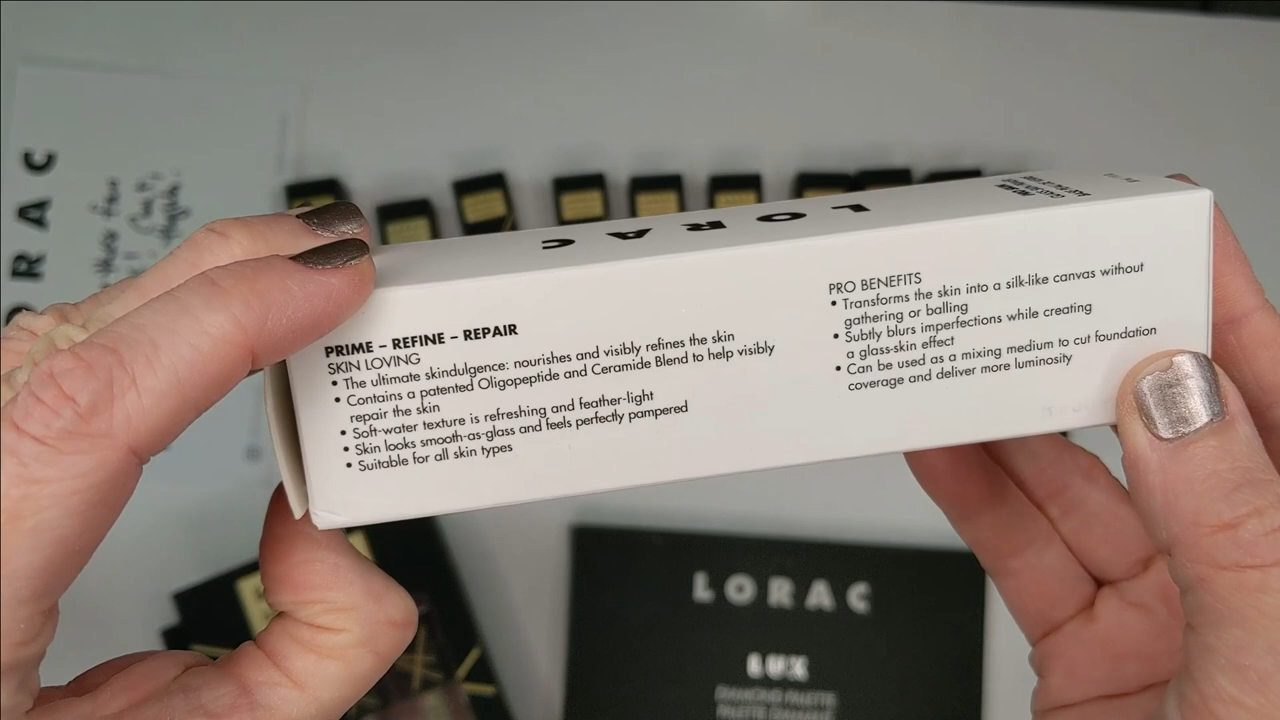 LORAC
LORAC
PRIME – REFINE – REPAIR
SKIN LOVING
• The ultimate skindulgence: nourishes and visibly refines the skin
• Contains a patented Oligopeptide and Ceramide Blend to help visibly
repair the skin
• Soft-water texture is refreshing and feather-light
• Skin looks smooth-as-glass and feels perfectly pampered
• Suitable for all skin types
PRO BENEFITS
• Transforms the skin into a silk-like canvas without
gathering or balling
• Subtly blurs imperfections while creating
a glass-skin effect
• Can be used as a mixing medium to cut foundation
coverage and deliver more luminosity
LORAC
LUX
DIAMOND PALETTE
PALETTE DIAMANT